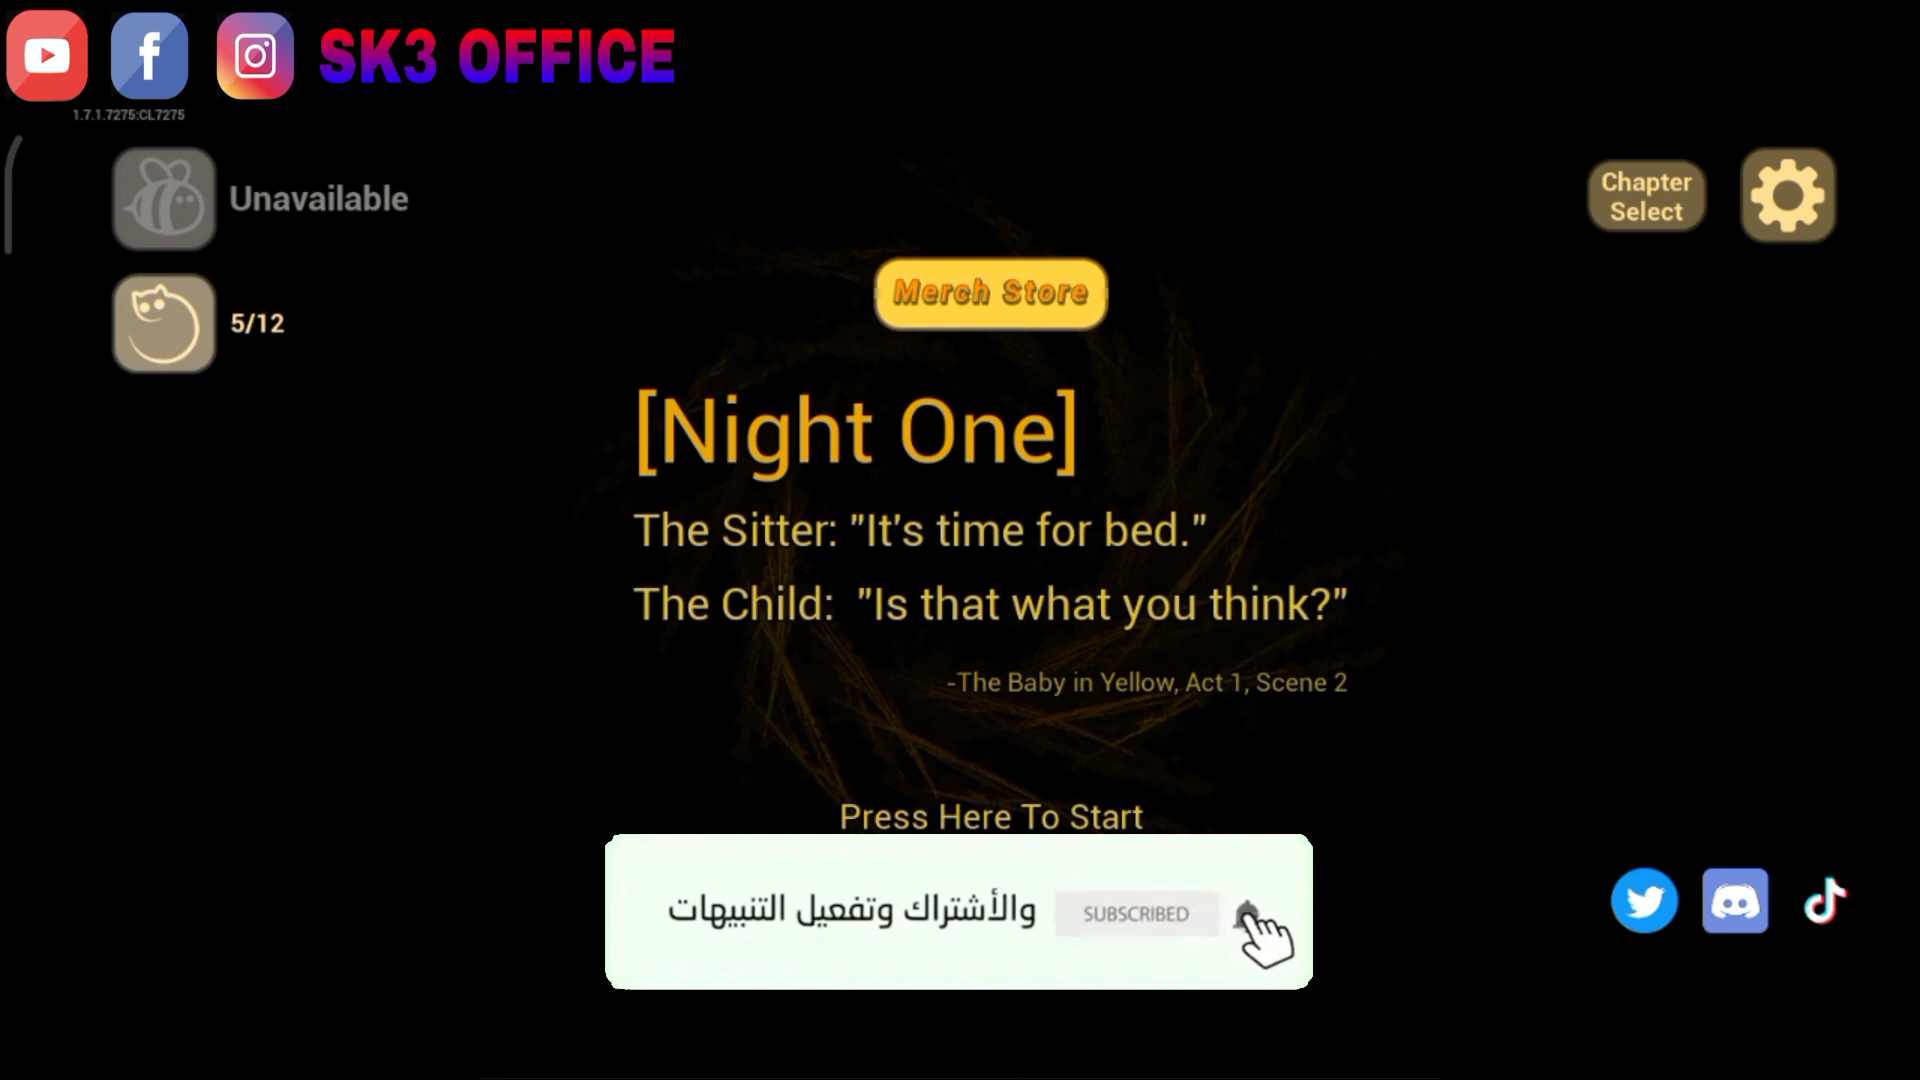 SK3 OFFICE
1.7.1.7275:CL7275
Unavailable
Chapter
Select
Merch Store
5/12
[Night One]
The Sitter: "It's time for bed."
The Child: "Is that what you think?"
-The Baby in Yellow, Act 1, Scene 2
Press Here To Start
والأشتراك وتفعيل التنبيهات
SUBSCRIBED